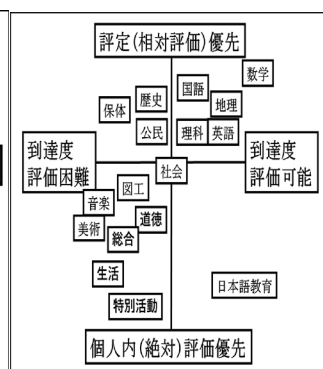 評定(相対評価)優先
数学
国語
歴史
地理
保体
公民
理科
英語
到達度
評価困難
到達度
評価可能
社会
図工
音楽
道徳
美術
総合
生活
日本語教育
特別活動
個人内(絶対)評価優先